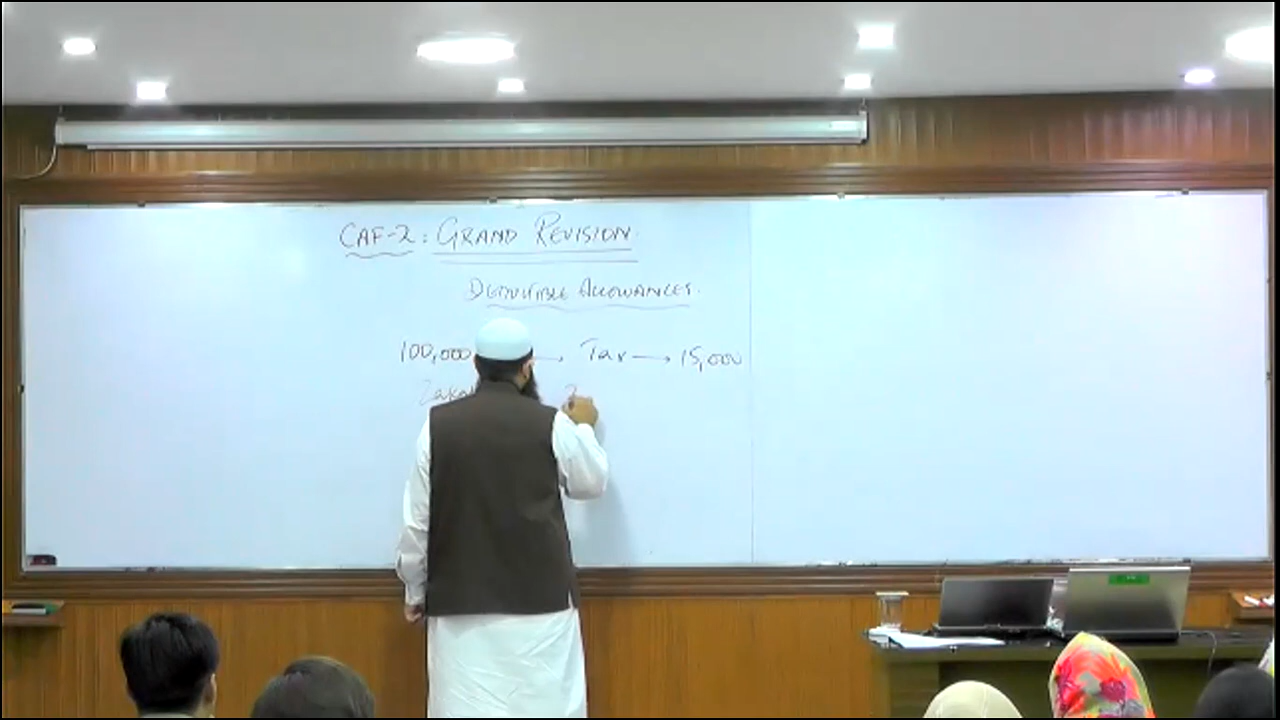 CAF-2 : GRAND REVISION
DEDUCTIBLE ALLOWANCES.
100,000 → Tax → 15,000